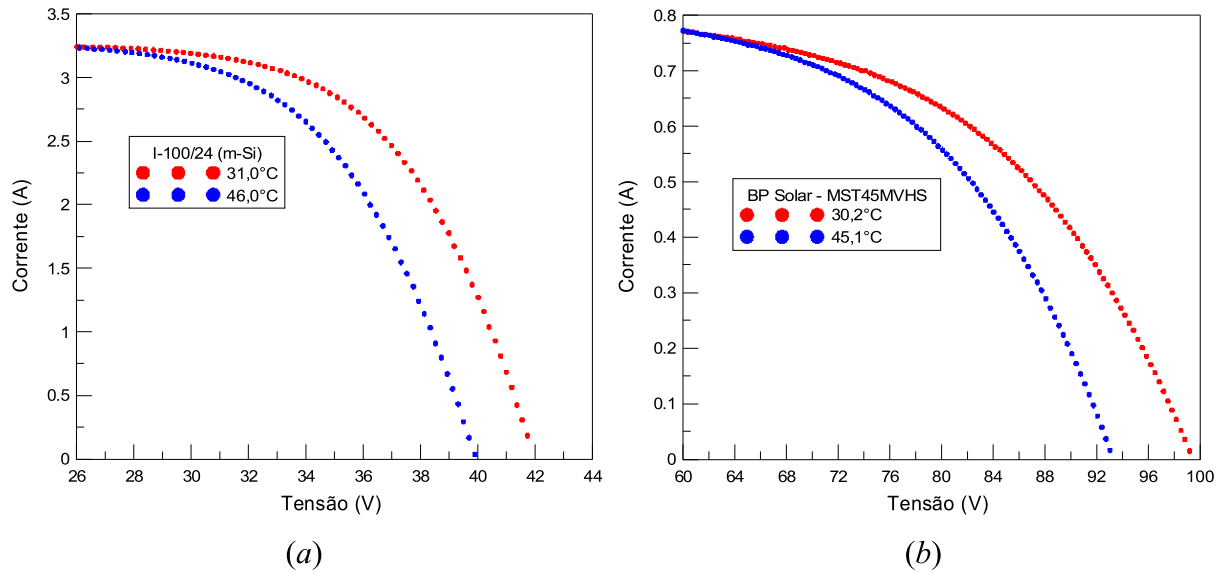 3.5
3
2.5
2
1.5
1
0.5
0
Corrente (A)
I-100/24 (m-Si)
31,0°C
46,0°C
26 28 30 32 34 36 38 40 42 44
Tensão (V)
(a)
0.8
0.7
0.6
0.5
0.4
0.3
0.2
0.1
0
Corrente (A)
BP Solar - MST45MVHS
30,2°C
45,1°C
60 64 68 72 76 80 84 88 92 96 100
Tensão (V)
(b)